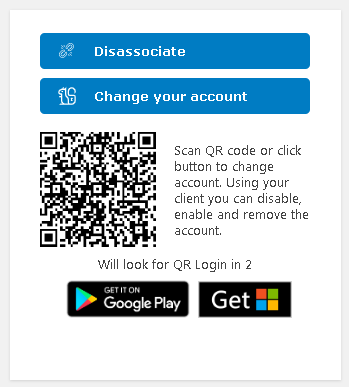 Disassociate
Change your account
Scan QR code or click
button to change
account. Using your
client you can disable,
enable and remove the
account.
Will look for QR Login in 2
GET IT ON
Google Play
Get